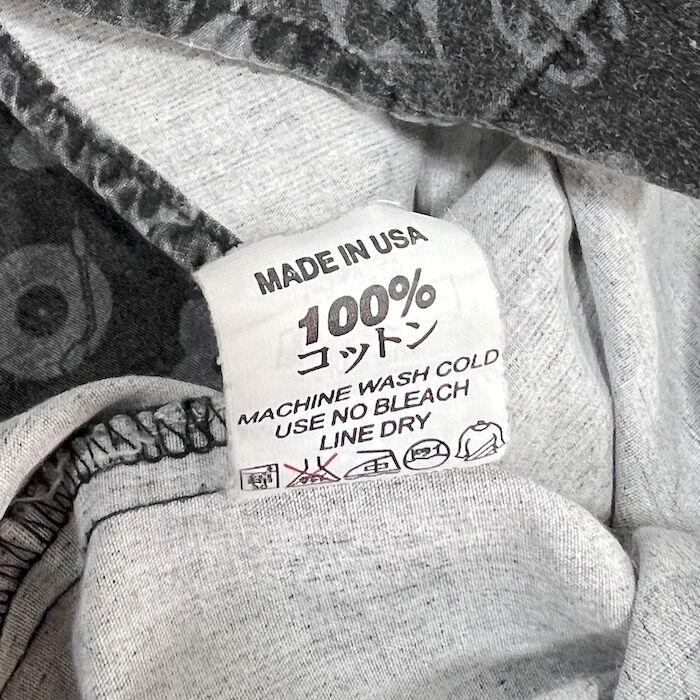 MADE IN USA
100%
コットン
MACHINE WASH COLD
USE NO BLEACH
LINE DRY